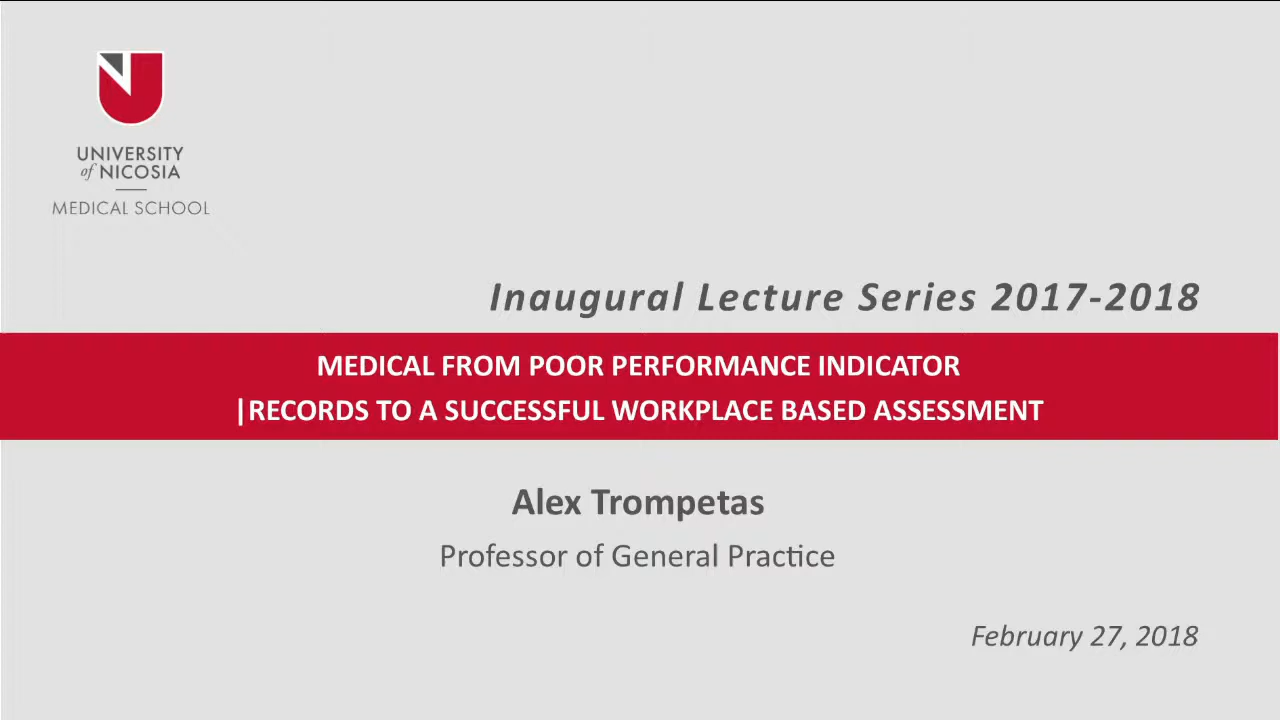 UNIVERSITY
of NICOSIA
MEDICAL SCHOOL
Inaugural Lecture Series 2017-2018
MEDICAL FROM POOR PERFORMANCE INDICATOR
|RECORDS TO A SUCCESSFUL WORKPLACE BASED ASSESSMENT
Alex Trompetas
Professor of General Practice
February 27, 2018